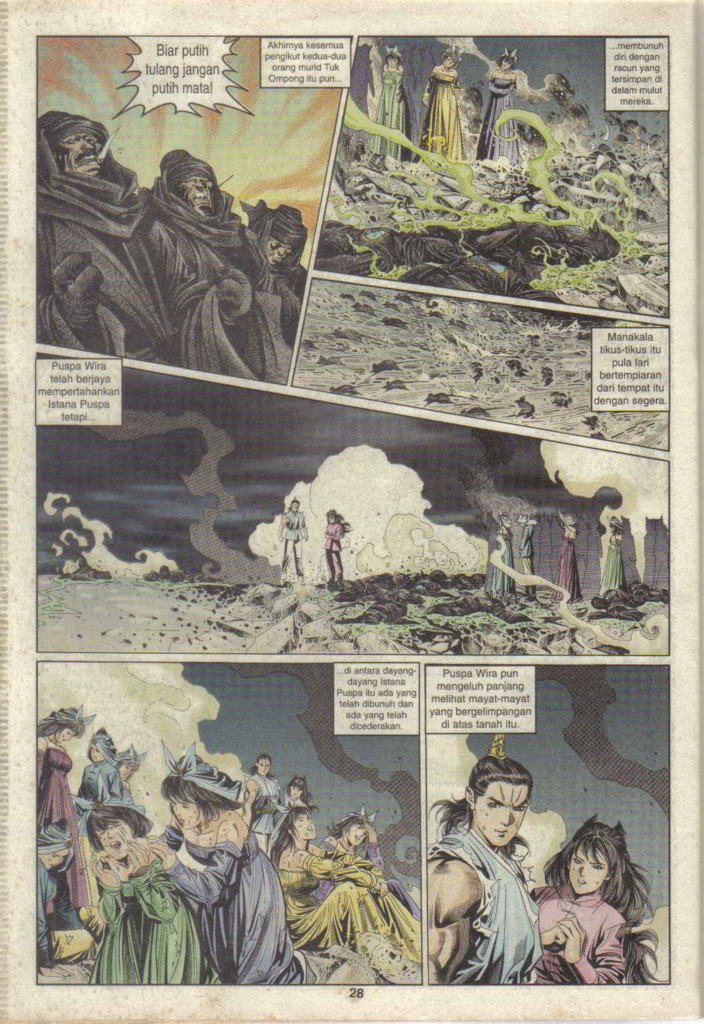 Biar putih
tulang jangan
putih mata!
Akhirnya kesemua
pengikut kedua-dua
orang murid Tuk
Ompong itu pun...
...membunuh
diri dengan
racun yang
tersimpan di
dalam mulut
mereka.
Manakala
tikus-tikus itu
pula lari
bertempiaran
dari tempat itu
dengan segera.
Puspa Wira
telah berjaya
mempertahankan
Istana Puspa
tetapi...
...di antara dayang-
dayang Istana
Puspa itu ada yang
telah dibunuh dan
ada yang telah
dicederakan.
Puspa Wira pun
mengeluh panjang
melihat mayat-mayat
yang bergelimpangan
di atas tanah itu.
28